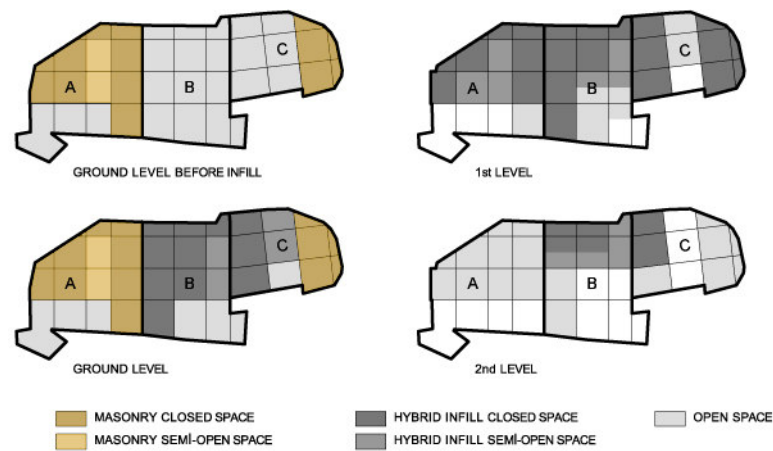 A
B
C
GROUND LEVEL BEFORE INFILL
A
B
C
1st LEVEL
A
B
C
GROUND LEVEL
A
B
C
2nd LEVEL
MASONRY CLOSED SPACE
HYBRID INFILL CLOSED SPACE
OPEN SPACE
MASONRY SEMİ-OPEN SPACE
HYBRID INFILL SEMİ-OPEN SPACE